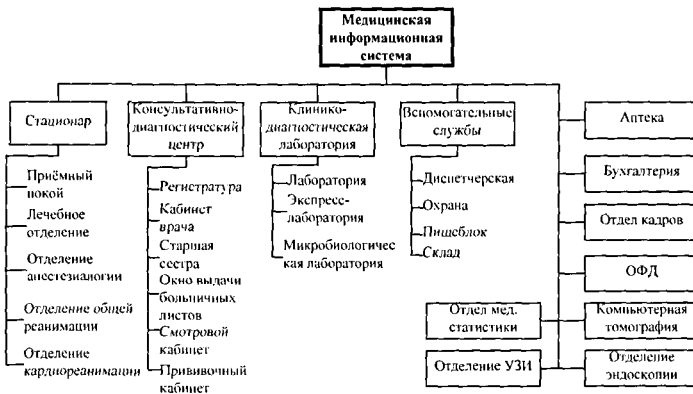 Медицинская
информационная
система
Стационар
Приёмный
покой
Лечебное
отделение
Отделение
анестезиалогии
Отделение общей
реанимации
Отделение
кардиореанимации
Консультативно-
диагностический
центр
Регистратура
Кабинет
врача
Старшая
сестра
Окно выдачи
больничных
листов
Смотровой
кабинет
Прививочный
кабинет
Клинико-
диагностическая
лаборатория
Лаборатория
Экспресс-
лаборатория
Микробиологичес
кая лаборатория
Вспомогательные
службы
Диспетчерская
Охрана
Пищеблок
Склад
Аптека
Бухгалтерия
Отдел кадров
ОФД
Отдел мед.
статистики
Компьютерная
томография
Отделение УЗИ
Отделение
эндоскопии